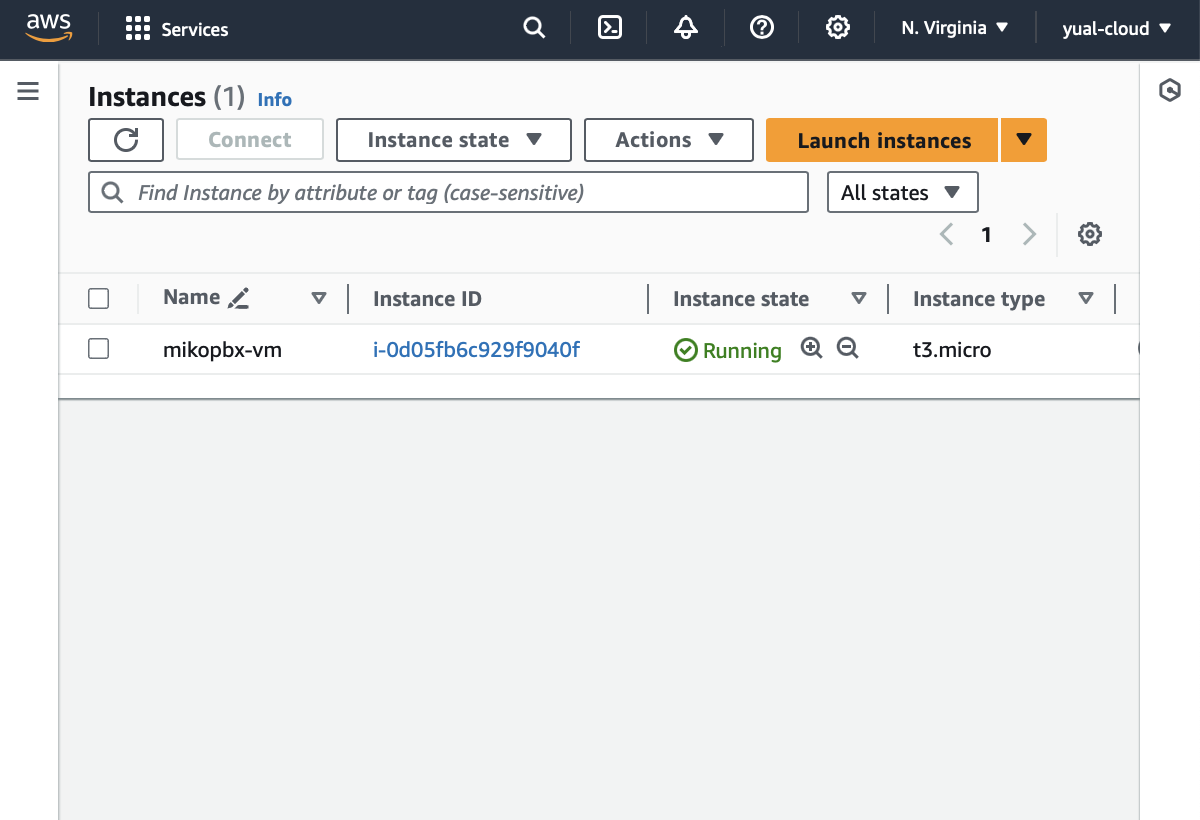 aws Services N. Virginia yual-cloud
Instances (1) Info
Connect Instance state Actions Launch instances
Find Instance by attribute or tag (case-sensitive) All states
1
Name Instance ID Instance state Instance type
mikopbx-vm i-0d05fb6c929f9040f Running t3.micro